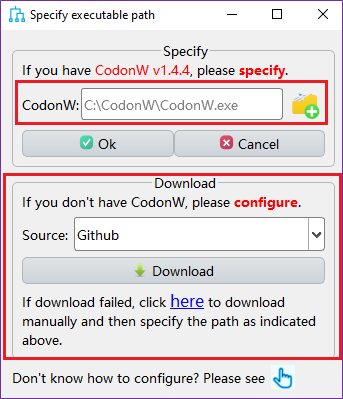 Specify executable path
Specify
If you have CodonW v1.4.4, please specify.
CodonW: C:\CodonW\CodonW.exe
Ok
Cancel
Download
If you don't have CodonW, please configure.
Source: Github
Download
If download failed, click here to download
manually and then specify the path as indicated
above.
Don't know how to configure? Please see